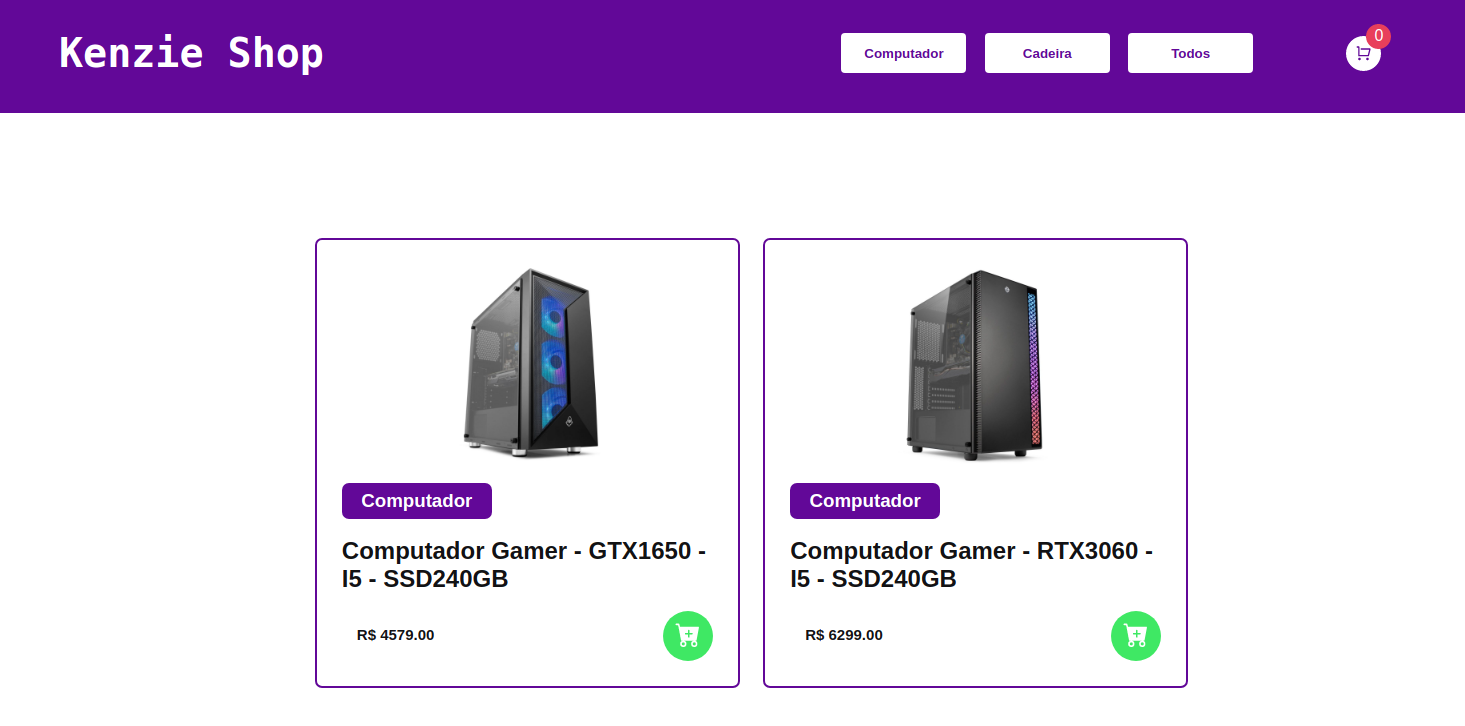 Kenzie Shop
Computador
Cadeira
Todos
0
Computador
Computador Gamer - GTX1650 -
I5 - SSD240GB
R$ 4579.00
Computador
Computador Gamer - RTX3060 -
I5 - SSD240GB
R$ 6299.00